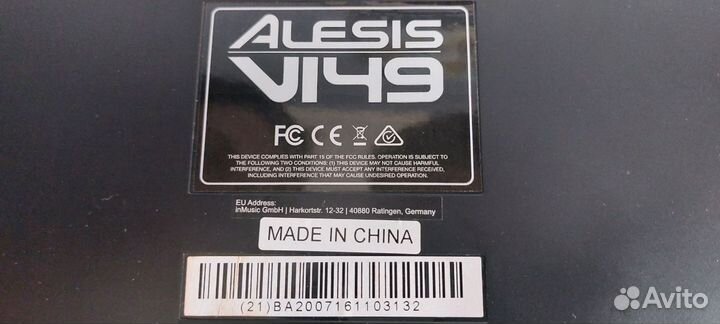 ALESIS
VI49
FC CE
THIS DEVICE COMPLIES WITH PART 15 OF THE FCC RULES. OPERATION IS SUBJECT TO
THE FOLLOWING TWO CONDITIONS: (1) THIS DEVICE MAY NOT CAUSE HARMFUL
INTERFERENCE, AND (2) THIS DEVICE MUST ACCEPT ANY INTERFERENCE RECEIVED,
INCLUDING INTERFERENCE THAT MAY CAUSE UNDESIRED OPERATION.
EU Address:
inMusic GmbH | Harkortstr. 12-32 | 40880 Ratingen, Germany
MADE IN CHINA
(21)BA2007161103132
Avito